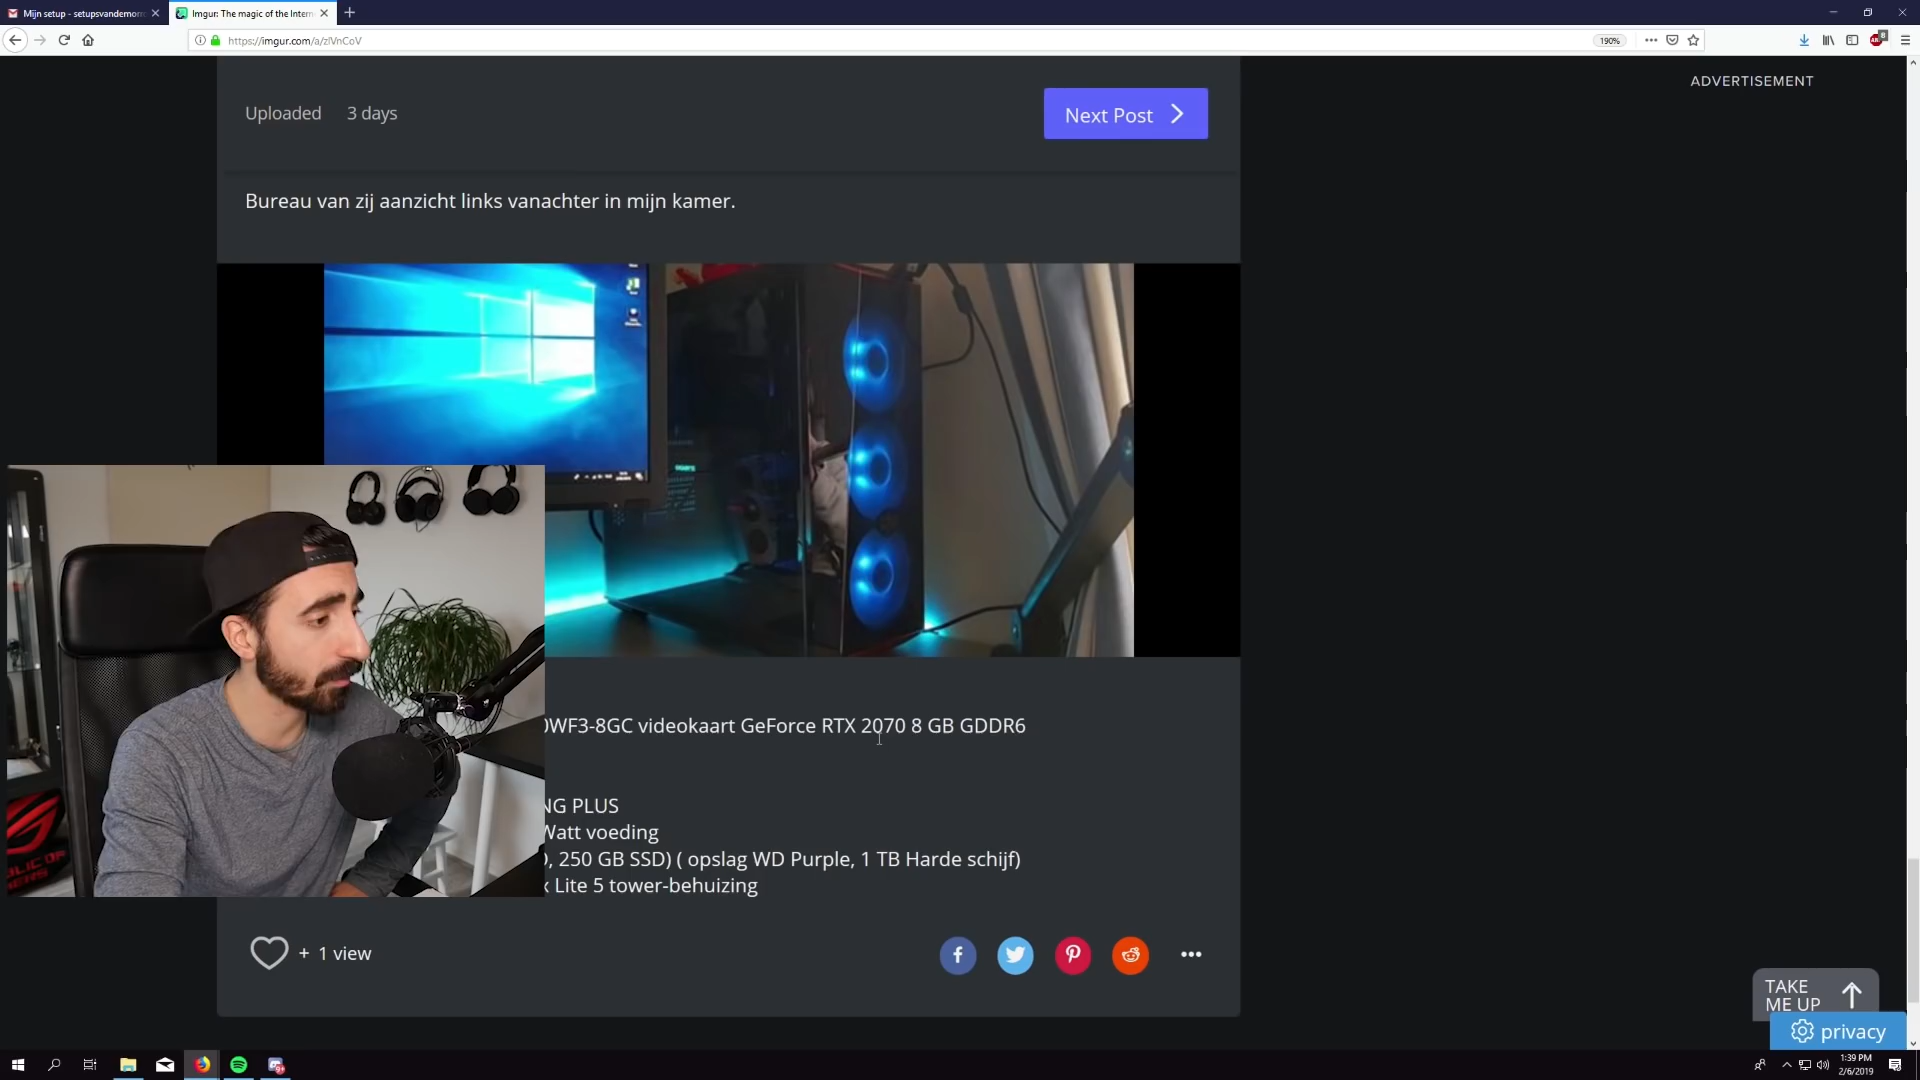 Mijn setup - setupsvandemorr
Imgur: The magic of the Intern
https://imgur.com/a/zlVnCoV
190%
ADVERTISEMENT
Uploaded 3 days
Next Post
Bureau van zij aanzicht links vanachter in mijn kamer.
0WF3-8GC videokaart GeForce RTX 2070 8 GB GDDR6
NG PLUS
Watt voeding
, 250 GB SSD) ( opslag WD Purple, 1 TB Harde schijf)
x Lite 5 tower-behuizing
+ 1 view
TAKE
ME UP
privacy
1:39 PM
2/6/2019